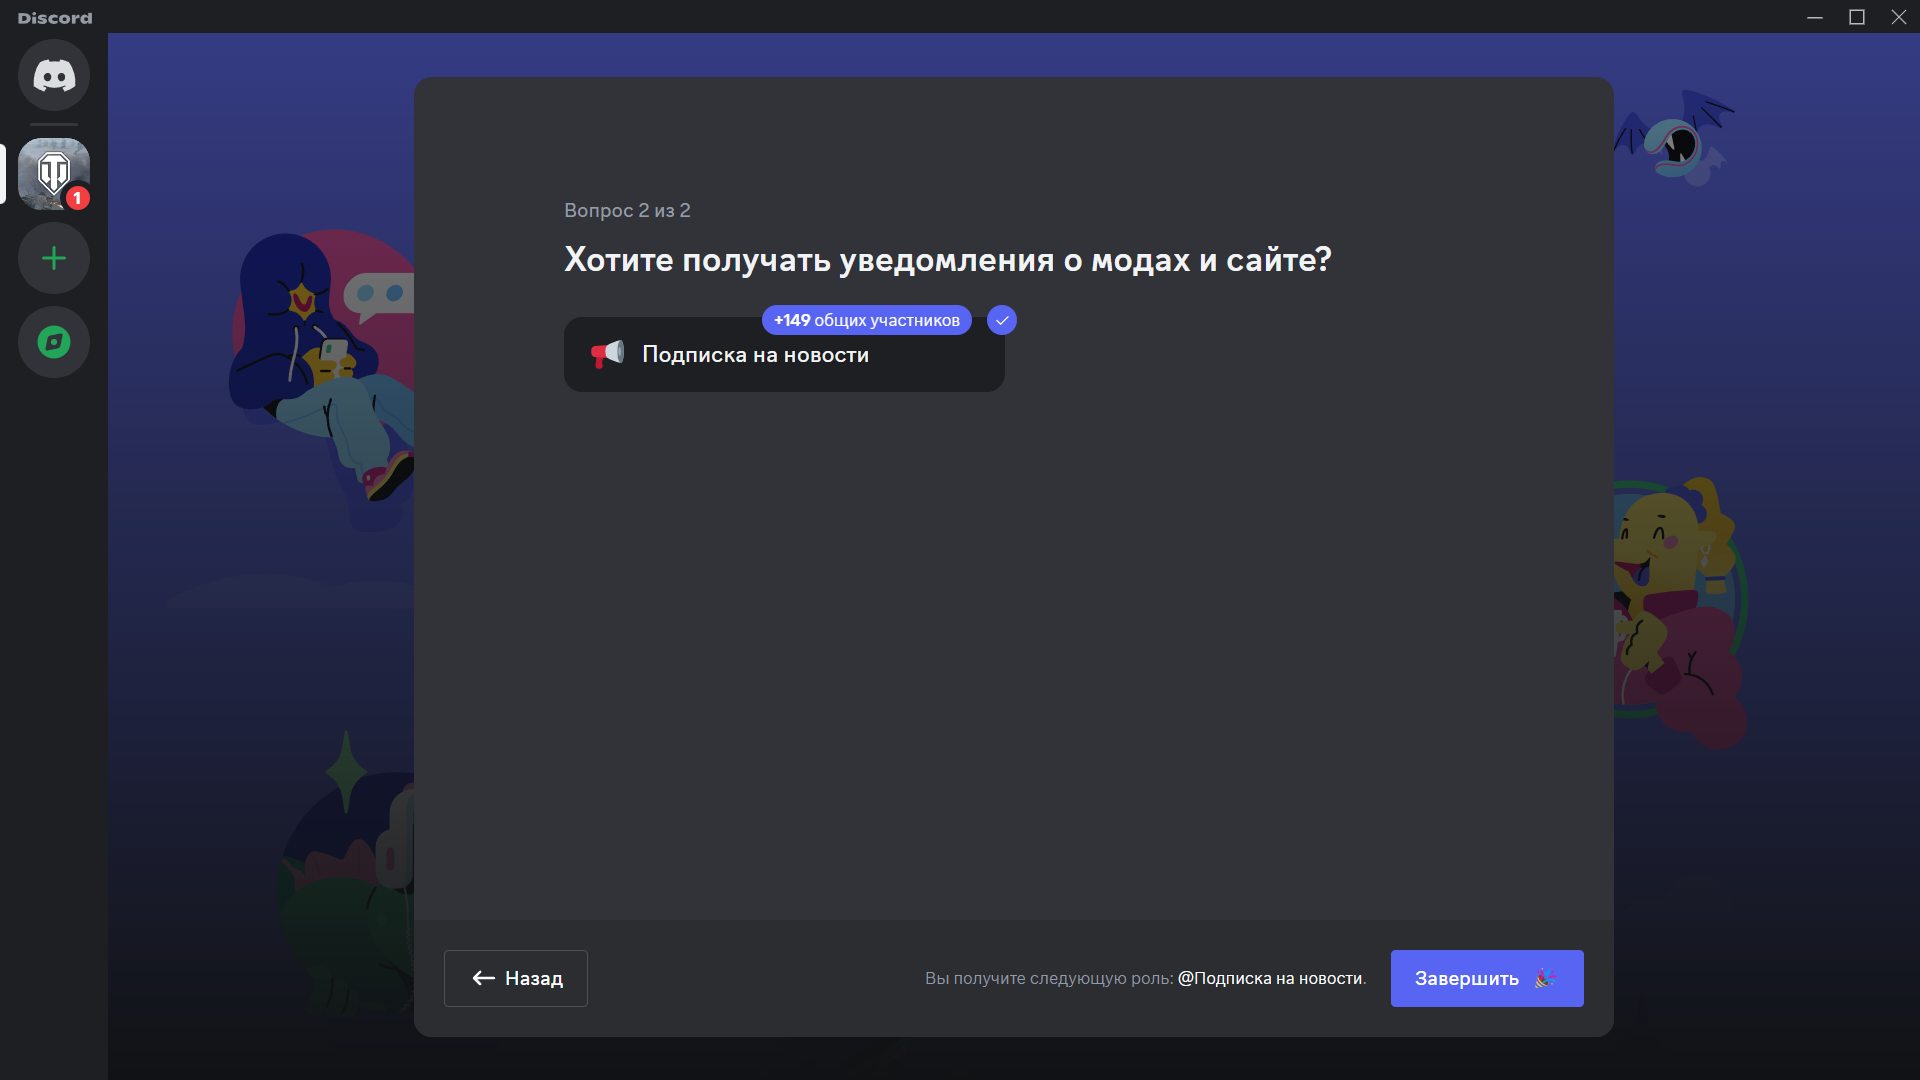 Discord
1
Вопрос 2 из 2
Хотите получать уведомления о модах и сайте?
+149 общих участников
Подписка на новости
Назад
Вы получите следующую роль: @Подписка на новости.
Завершить